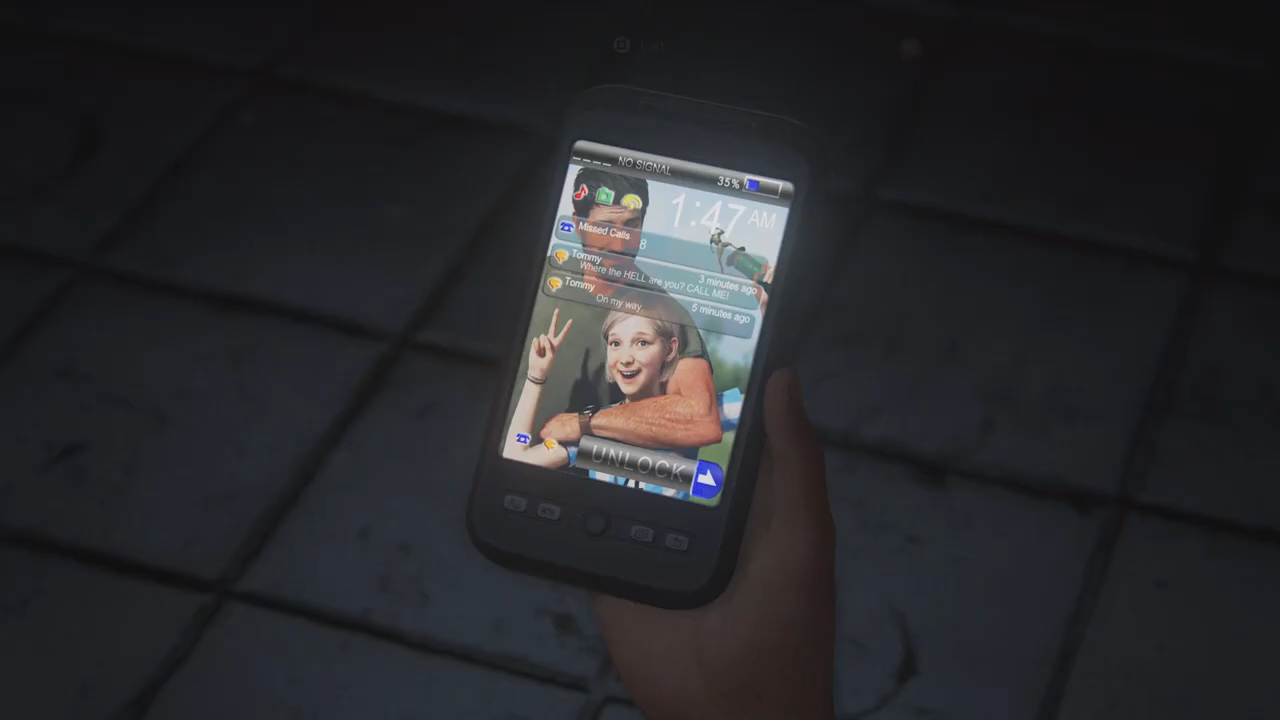 NO SIGNAL
35%
1:47 AM
Missed Calls
8
Tommy
3 minutes ago
Where the HELL are you? CALL ME!
Tommy
5 minutes ago
On my way
UNLOCK